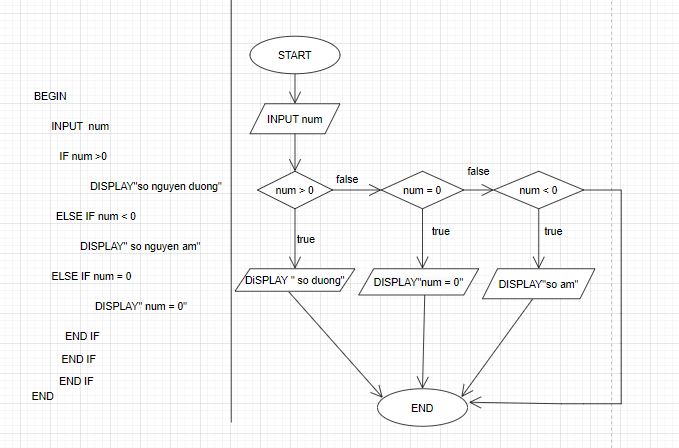 BEGIN
INPUT num
IF num >0
DISPLAY"so nguyen duong"
ELSE IF num < 0
DISPLAY" so nguyen am"
ELSE IF num = 0
DISPLAY" num = 0"
END IF
END IF
END IF
END
START
INPUT num
num > 0
false
num = 0
false
num < 0
true
true
true
DiSPLAY " so duong"
DISPLAY"num = 0"
DISPLAY"so am"
END